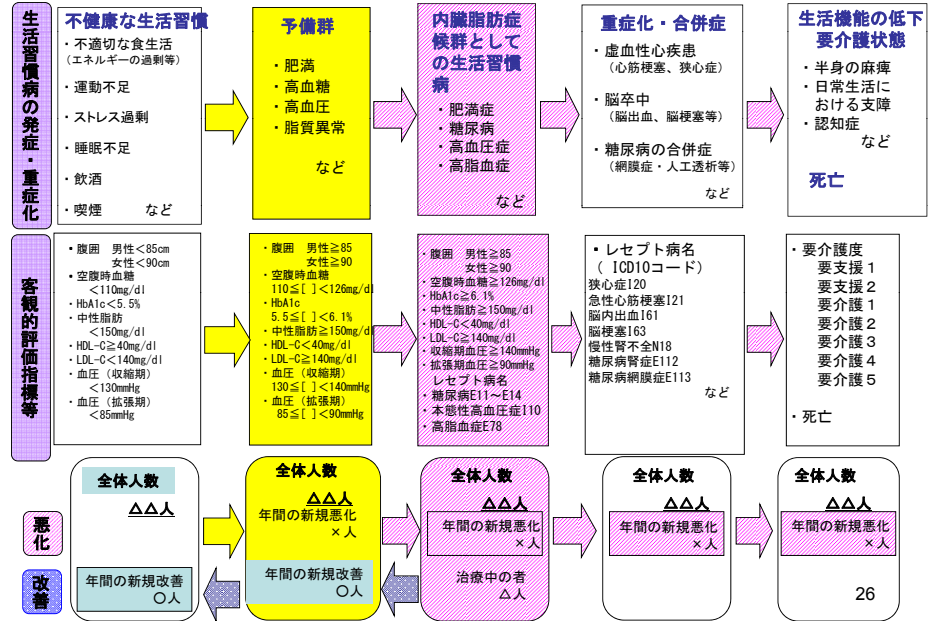 生活習慣病の発症・重症化
不健康な生活習慣
・不適切な食生活
(エネルギーの過剰等)
・運動不足
・ストレス過剰
・睡眠不足
・飲酒
・喫煙 など
予備群
・肥満
・高血糖
・高血圧
・脂質異常
など
内臓脂肪症
候群として
の生活習慣
病
・肥満症
・糖尿病
・高血圧症
・高脂血症
など
重症化・合併症
・虚血性心疾患
(心筋梗塞、狭心症)
・脳卒中
(脳出血、脳梗塞等)
・糖尿病の合併症
(網膜症・人工透析等)
など
生活機能の低下
要介護状態
・半身の麻痺
・日常生活に
おける支障
・認知症
など
死亡
客観的評価指標等
・腹囲 男性<85cm
女性<90cm
・空腹時血糖
<110mg/dl
・HbA1c<5.5%
・中性脂肪
<150mg/dl
・HDL-C≧40mg/dl
・LDL-C<140mg/dl
・血圧(収縮期)
<130mmHg
・血圧(拡張期)
<85mmHg
・腹囲 男性≧85
女性≧90
・空腹時血糖
110≦[ ]<126mg/dl
・HbA1c
5.5≦[ ]<6.1%
・中性脂肪≧150mg/dl
・HDL-C<40mg/dl
・LDL-C≧140mg/dl
・血圧(収縮期)
130≦[ ]<140mmHg
・血圧(拡張期)
85≦[ ]<90mmHg
・腹囲 男性≧85
女性≧90
・空腹時血糖≧126mg/dl
・HbA1c≧6.1%
・中性脂肪≧150mg/dl
・HDL-C<40mg/dl
・LDL-C≧140mg/dl
・収縮期血圧≧140mmHg
・拡張期血圧≧90mmHg
レセプト病名
・糖尿病E11~E14
・本態性高血圧症I10
・高脂血症E78
・レセプト病名
( ICD10コード)
狭心症I20
急性心筋梗塞I21
脳内出血I61
脳梗塞I63
慢性腎不全N18
糖尿病腎症E112
糖尿病網膜症E113
など
・要介護度
要支援1
要支援2
要介護1
要介護2
要介護3
要介護4
要介護5
・死亡
悪化
改善
全体人数
△△人
年間の新規改善
○人
全体人数
△△人
年間の新規悪化
×人
年間の新規改善
○人
全体人数
△△人
年間の新規悪化
×人
治療中の者
△人
全体人数
△△人
年間の新規悪化
×人
全体人数
△△人
年間の新規悪化
×人
26